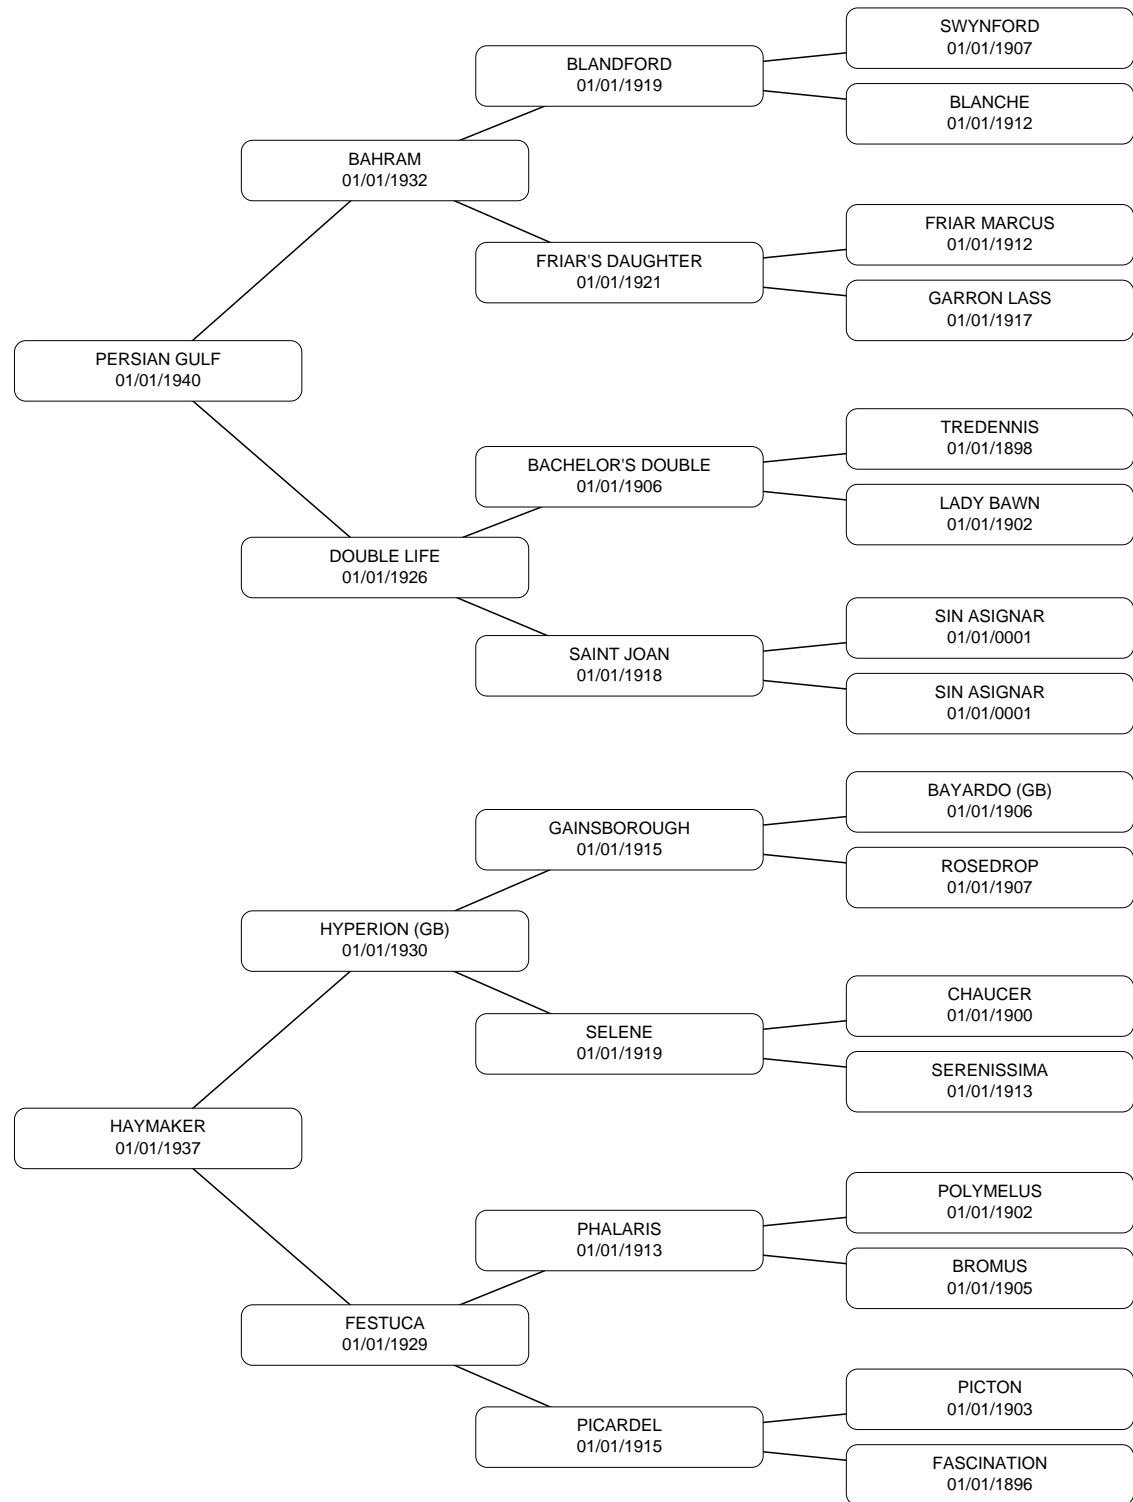 SWYNFORD
01/01/1907
BLANDFORD
01/01/1919
BLANCHE
01/01/1912
BAHRAM
01/01/1932
FRIAR MARCUS
01/01/1912
FRIAR'S DAUGHTER
01/01/1921
GARRON LASS
01/01/1917
PERSIAN GULF
01/01/1940
TREDENNIS
01/01/1898
BACHELOR'S DOUBLE
01/01/1906
LADY BAWN
01/01/1902
DOUBLE LIFE
01/01/1926
SIN ASIGNAR
01/01/0001
SAINT JOAN
01/01/1918
SIN ASIGNAR
01/01/0001
BAYARDO (GB)
01/01/1906
GAINSBOROUGH
01/01/1915
ROSEDROP
01/01/1907
HYPERION (GB)
01/01/1930
CHAUCER
01/01/1900
SELENE
01/01/1919
SERENISSIMA
01/01/1913
HAYMAKER
01/01/1937
POLYMELUS
01/01/1902
PHALARIS
01/01/1913
BROMUS
01/01/1905
FESTUCA
01/01/1929
PICTON
01/01/1903
PICARDEL
01/01/1915
FASCINATION
01/01/1896